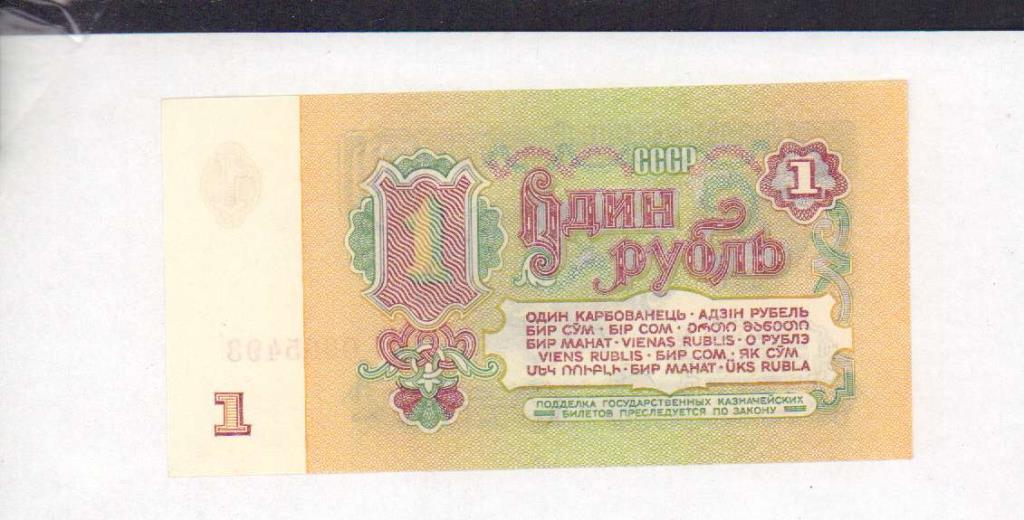 СССР
1
1
Один
рубль
ОДИН КАРБОВАНЕЦЬ · АДЗІН РУБЕЛЬ
БИР СЎМ · БІР СОМ · ᲔᲠᲗᲘ ᲛᲐᲜᲔᲗᲘ
БИР МАНАТ · VIENAS RUBLIS · О РУБЛЭ
VIENS RUBLIS · БИР СОМ · ЯК СЎМ
ՄԵԿ ՌՈՒԲԼԻ · БИР МАНАТ · ÜKS RUBLA
ПОДДЕЛКА ГОСУДАРСТВЕННЫХ КАЗНАЧЕЙСКИХ
БИЛЕТОВ ПРЕСЛЕДУЕТСЯ ПО ЗАКОНУ
1